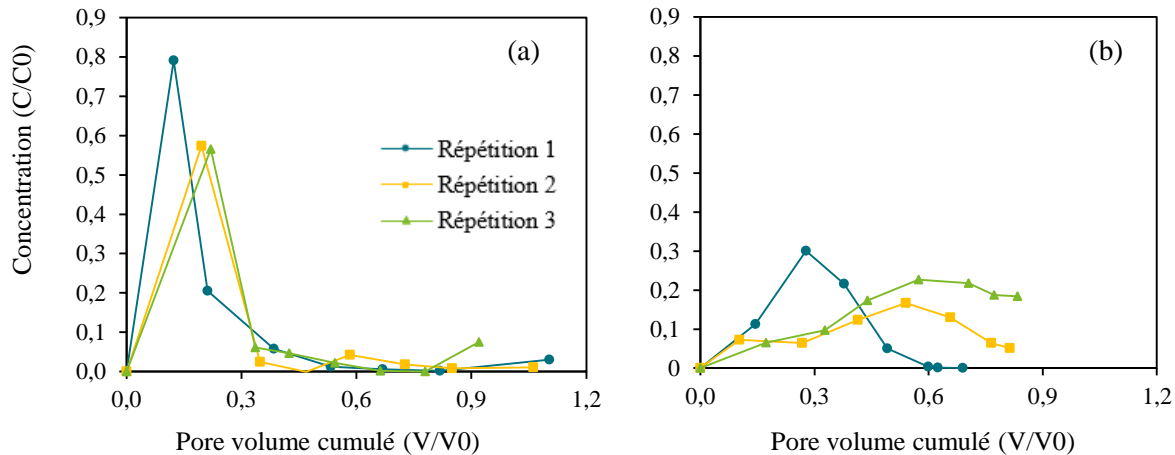 Concentration (C/C0)
0,9
0,8
0,7
0,6
0,5
0,4
0,3
0,2
0,1
0,0
0,0 0,3 0,6 0,9 1,2
Pore volume cumulé (V/V0)
(a)
Répétition 1
Répétition 2
Répétition 3
0,9
0,8
0,7
0,6
0,5
0,4
0,3
0,2
0,1
0
0,0 0,3 0,6 0,9 1,2
Pore volume cumulé (V/V0)
(b)